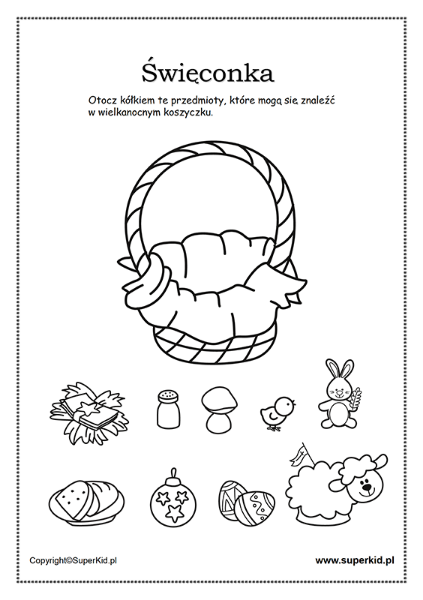 Święconka
Otocz kółkiem te przedmioty, które mogą się znaleźć
w wielkanocnym koszyczku.
Copyright©SuperKid.pl
www.superkid.pl